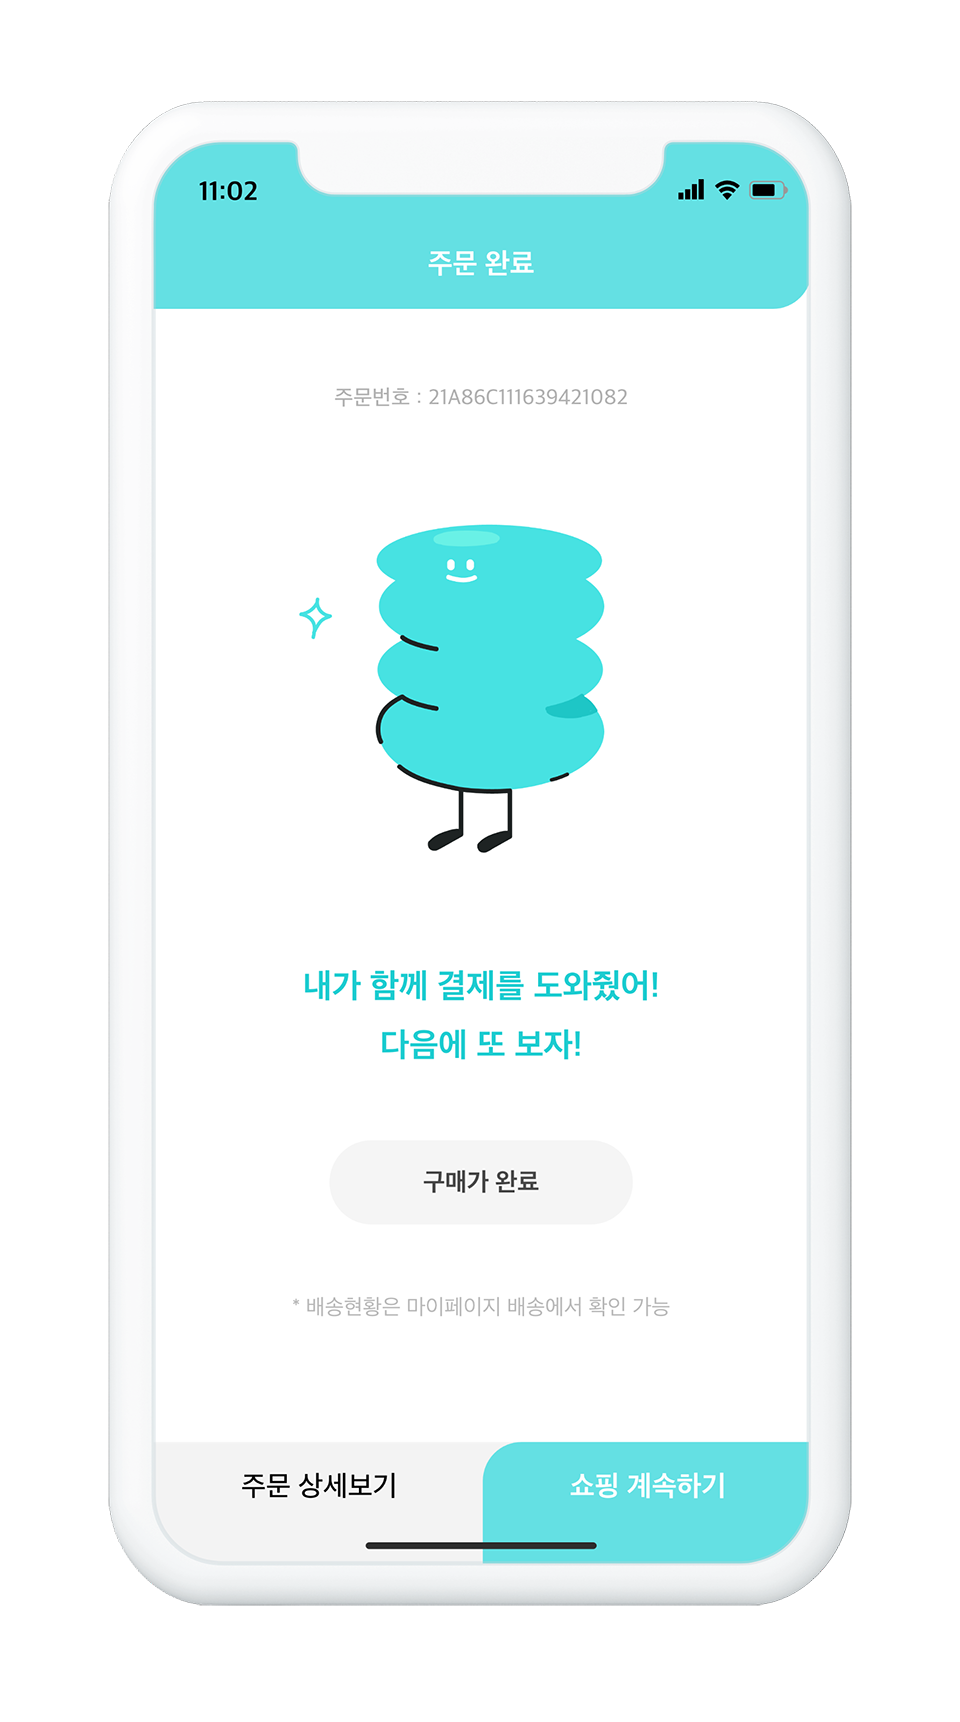 11:02
주문 완료
주문번호 : 21A86C111639421082
내가 함께 결제를 도와줬어!
다음에 또 보자!
구매가 완료
* 배송현황은 마이페이지 배송에서 확인 가능
주문 상세보기
쇼핑 계속하기